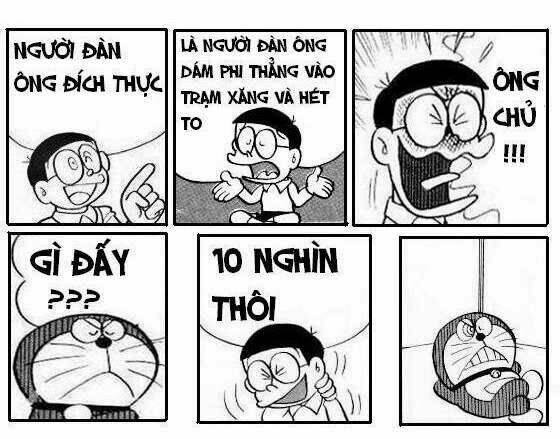 NGƯỜI ĐÀN
ÔNG ĐÍCH THỰC
LÀ NGƯỜI ĐÀN ÔNG
DÁM PHI THẲNG VÀO
TRẠM XĂNG VÀ HÉT
TO
ÔNG
CHỦ
!!!
GÌ ĐẤY
???
10 NGHÌN
THÔI